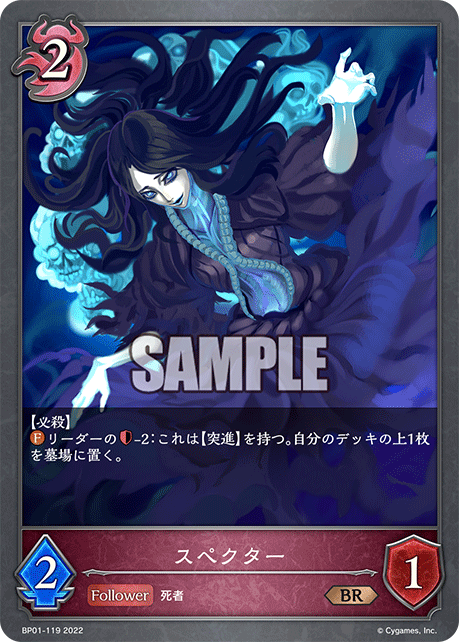 2
SAMPLE
【必殺】
Fリーダーの-2:これは【突進】を持つ。自分のデッキの上1枚
を墓場に置く。
スペクター
2
Follower 死者
BR
1
BP01-119 2022
© Cygames, Inc.